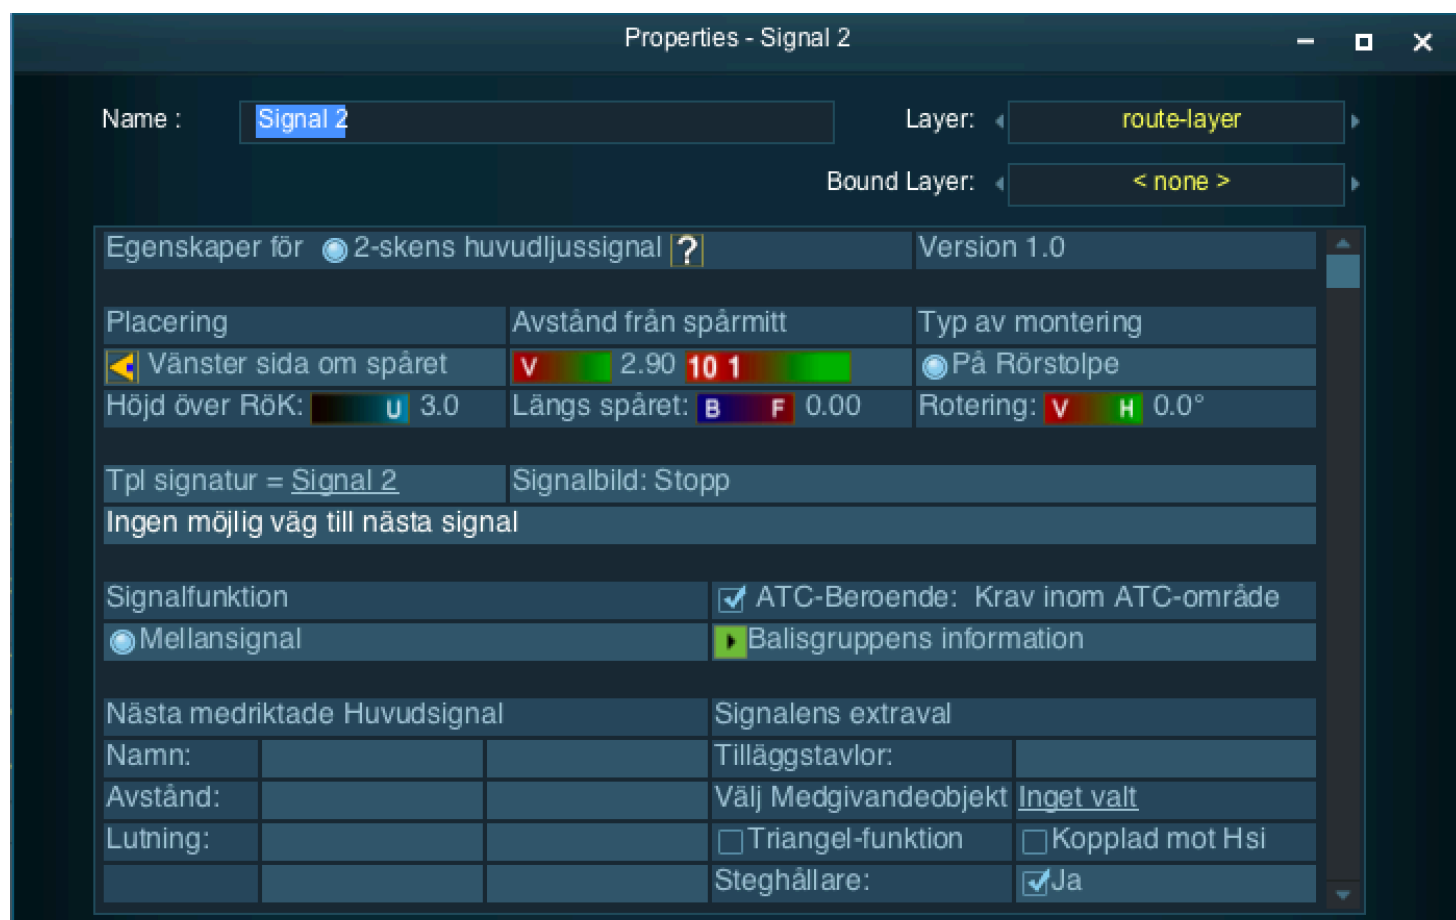 Properties - Signal 2
Name : Signal 2 Layer: route-layer
Bound Layer: < none >
Egenskaper för 2-skens huvudljussignal ? Version 1.0
Placering Avstånd från spårmitt Typ av montering
Vänster sida om spåret V 2.90 10 1 På Rörstolpe
Höjd över RöK: U 3.0 Längs spåret: B F 0.00 Rotering: V H 0.0°
Tpl signatur = Signal 2 Signalbild: Stopp
Ingen möjlig väg till nästa signal
Signalfunktion ATC-Beroende: Krav inom ATC-område
Mellansignal Balisgruppens information
Nästa medriktade Huvudsignal Signalens extraval
Namn: Tilläggstavlor:
Avstånd: Välj Medgivandeobjekt Inget valt
Lutning: Triangel-funktion Kopplad mot Hsi
Steghållare: Ja